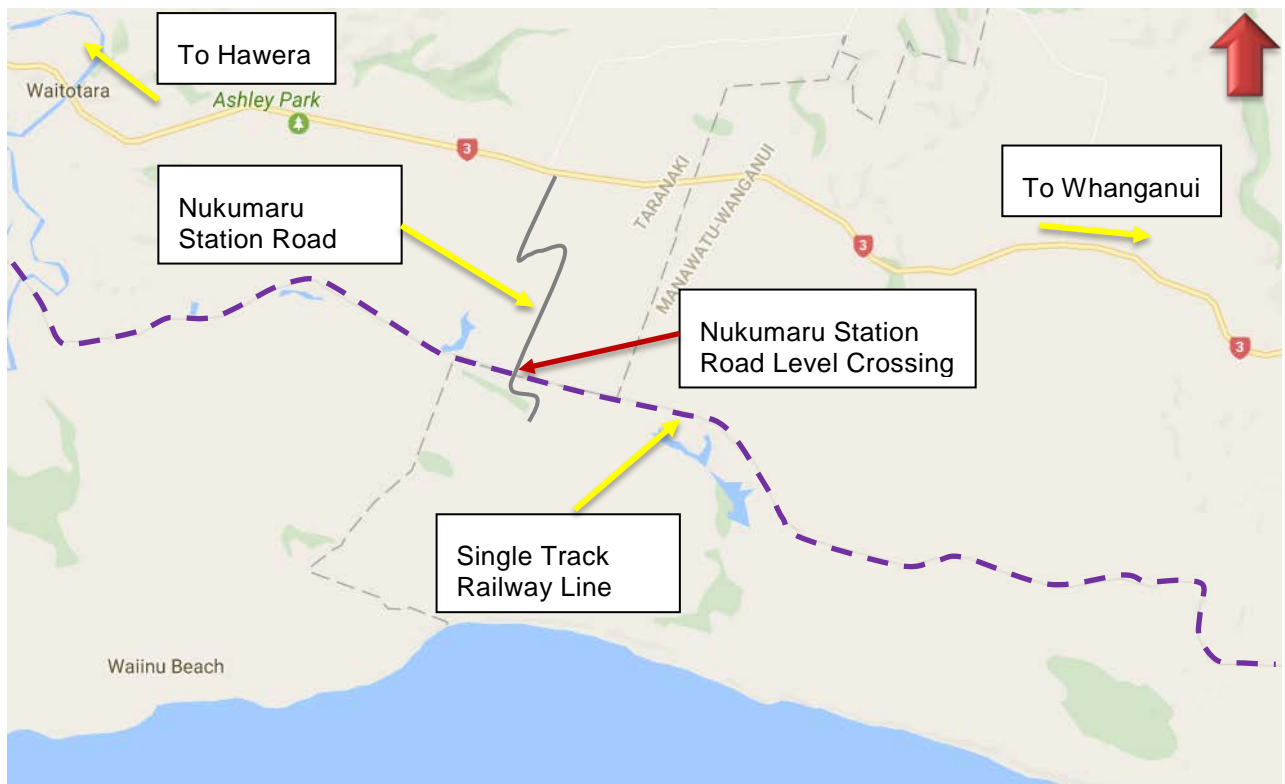 To Hawera
Waitotara
Ashley Park
3
Nukumaru
Station Road
TARANAKI
MANAWATU-WANGANUI
To Whanganui
3
Nukumaru Station
Road Level Crossing
3
Single Track
Railway Line
Waiinu Beach